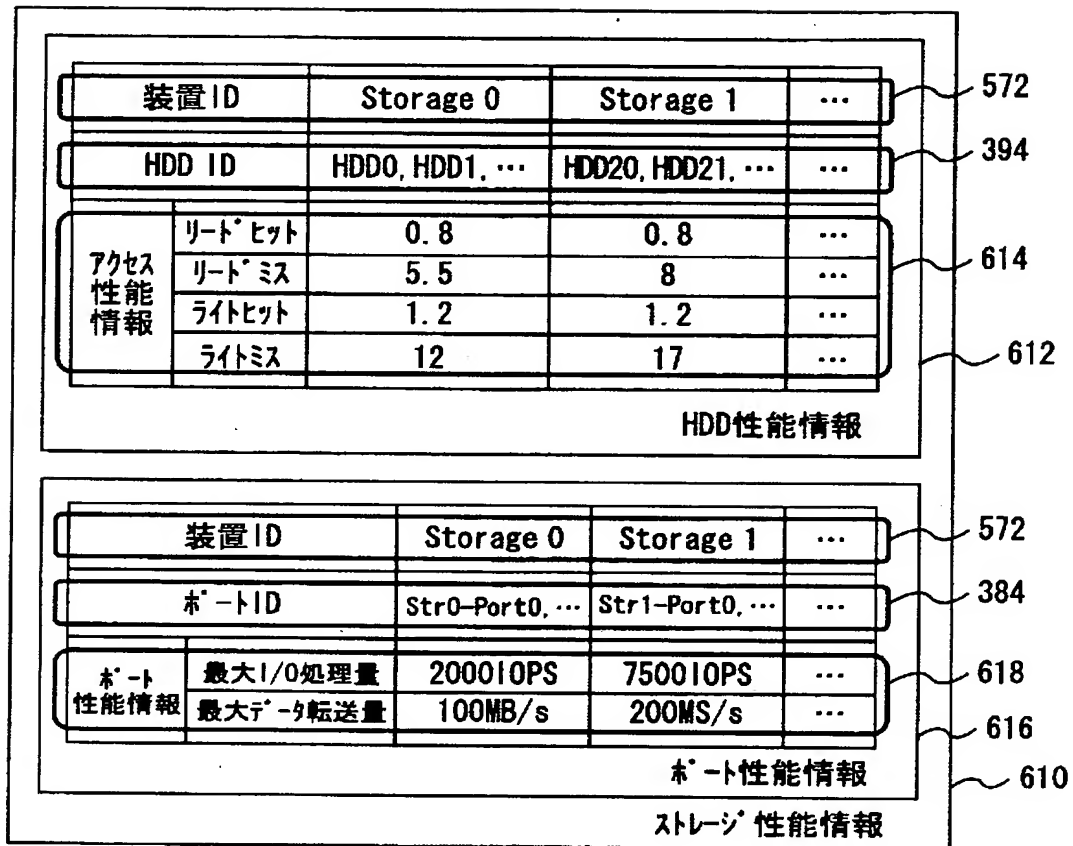 装置ID Storage 0 Storage 1 … 572
HDD ID HDD0, HDD1, … HDD20, HDD21, … … 394
アクセス性能情報 リードヒット 0.8 0.8 … 614
リードミス 5.5 8 …
ライトヒット 1.2 1.2 …
ライトミス 12 17 … 612
HDD性能情報
装置ID Storage 0 Storage 1 … 572
ポートID Str0-Port0, … Str1-Port0, … … 384
ポート性能情報 最大I/O処理量 2000IOPS 7500IOPS … 618
最大データ転送量 100MB/s 200MS/s …
616
ポート性能情報 610
ストレージ性能情報